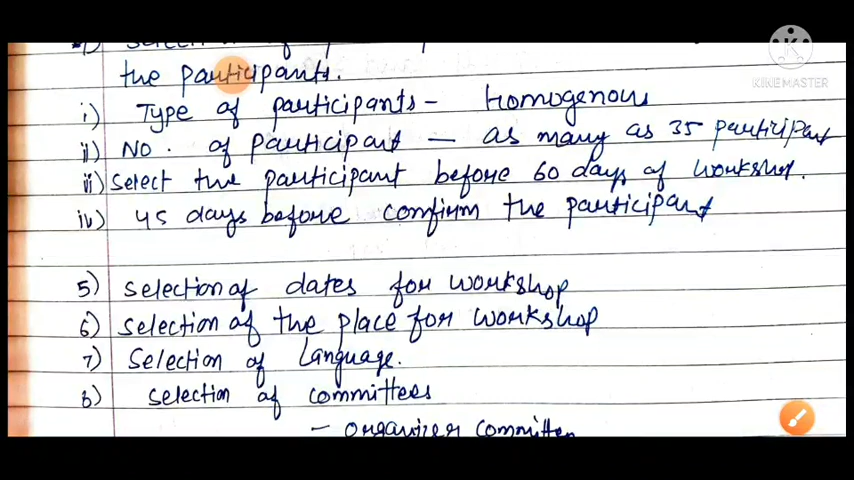 KINEMASTER
the participants.
i) Type of participants - Homogenous
ii) No. of participant - as many as 35 participant
iii) Select the participant before 60 days of workshop.
iv) 45 days before confirm the participant
5) Selection of dates for workshop
6) Selection of the place for workshop
7) Selection of language.
8) Selection of committees
- organizer committee